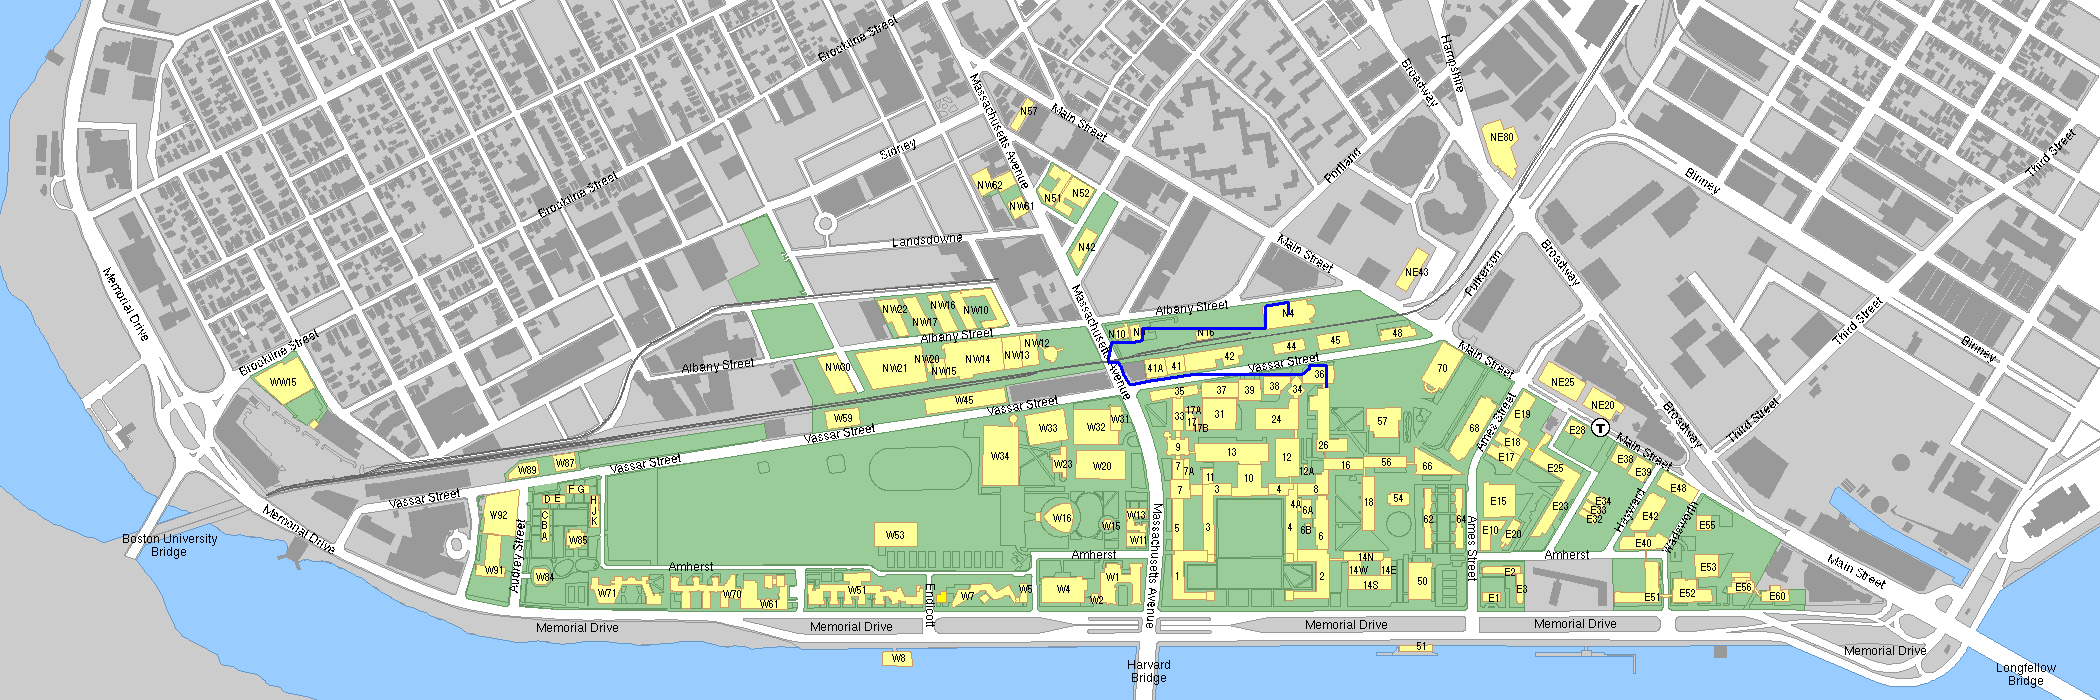 Brookline Street
Hampshire
Broadway
Massachusetts Avenue
N57
Main Street
NE80
Third Street
Sidney
Portland
Binney
NW62
N51
N52
NW61
Brookline Street
Landsdowne
N42
Main Street
NE43
Fulkerson
Broadway
Memorial Drive
Massachusetts Avenue
Albany Street
N4
NW22
NW16
NW10
NW17
Albany Street
N10
N16
48
Third Street
Binney
Brookline Street
NW12
NW20
NW14
NW13
NW15
NW21
NW30
Albany Street
44
45
42
41A
41
Vassar Street
36
Main Street
70
WW15
NE25
NE20
W45
W59
Vassar Street
Vassar Street
35
37
39
38
34
33
17A
17
17B
31
24
57
68
Ames Street
E19
E18
E17
E28
T
Main Street
Broadway
Third Street
W33
W32
W31
W34
W23
W20
W89
W87
Vassar Street
Vassar Street
9
7
7A
13
12
26
12A
16
56
66
11
10
7
3
4
8
E25
E38
E39
E48
Harvard
D
E
F
G
H
J
K
C
B
A
W92
W85
W91
W84
Aubrey Street
W53
W16
W15
W13
W11
5
3
4A
6A
4
6B
6
18
54
62
64
E15
E10
E20
E23
E34
E33
E32
E42
E55
E40
Wadsworth
Boston University
Bridge
Memorial Drive
Amherst
Amherst
Massachusetts Avenue
Ames Street
Amherst
Main Street
W71
W70
W61
W51
Endicott
W7
W5
W4
W1
W2
1
2
14N
14W
14E
14S
50
E2
E1
E3
E53
E51
E52
E56
E60
Memorial Drive
Memorial Drive
Memorial Drive
Memorial Drive
Memorial Drive
W8
51
Harvard
Bridge
Longfellow
Bridge